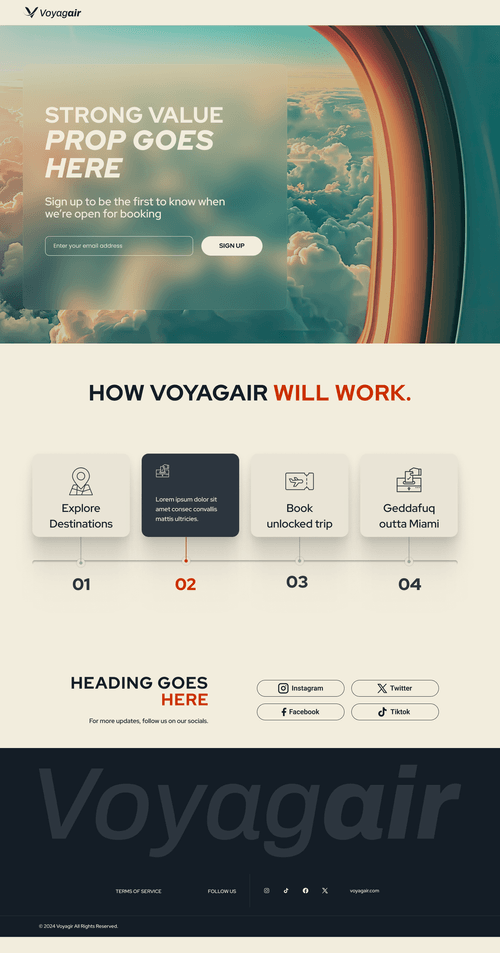 Voyagair
STRONG VALUE
PROP GOES
HERE
Sign up to be the first to know when
we're open for booking
Enter your email address
SIGN UP
HOW VOYAGAIR WILL WORK.
Explore
Destinations
Lorem ipsum dolor sit
amet consec convallis
mattis ultricies.
Book
unlocked trip
Geddafuq
outta Miami
01
02
03
04
HEADING GOES
HERE
For more updates, follow us on our socials.
Instagram
Twitter
Facebook
Tiktok
Voyagair
TERMS OF SERVICE
FOLLOW US
voyagair.com
© 2024 Voyagir All Rights Reserved.